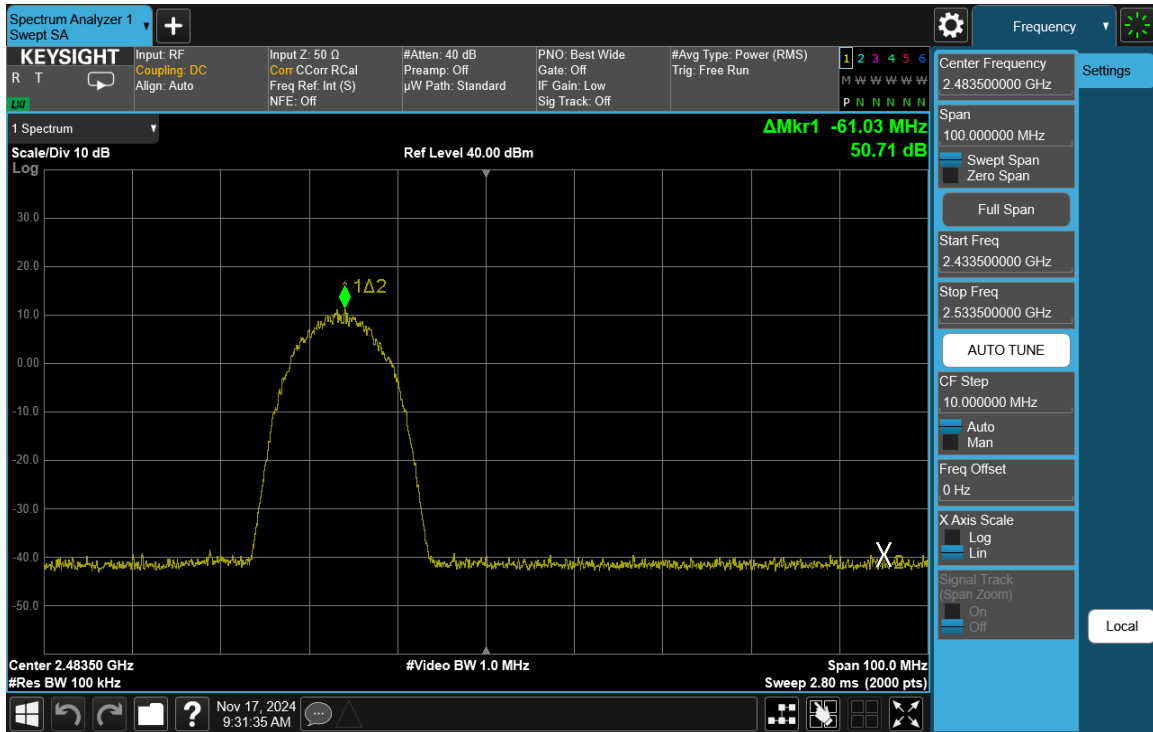 Spectrum Analyzer 1
Swept SA
+
Frequency
KEYSIGHT
R T
LXI
Input: RF
Coupling: DC
Align: Auto
Input Z: 50 Ω
Corr CCorr RCal
Freq Ref: Int (S)
NFE: Off
#Atten: 40 dB
Preamp: Off
µW Path: Standard
PNO: Best Wide
Gate: Off
IF Gain: Low
Sig Track: Off
#Avg Type: Power (RMS)
Trig: Free Run
1 2 3 4 5 6
M W W W W W
P N N N N N
1 Spectrum
Scale/Div 10 dB
Log
Ref Level 40.00 dBm
ΔMkr1 -61.03 MHz
50.71 dB
30.0
20.0
10.0
0.00
-10.0
-20.0
-30.0
-40.0
-50.0
1Δ2
X2
Center 2.48350 GHz
#Res BW 100 kHz
#Video BW 1.0 MHz
Span 100.0 MHz
Sweep 2.80 ms (2000 pts)
Center Frequency
2.483500000 GHz
Span
100.000000 MHz
Swept Span
Zero Span
Full Span
Start Freq
2.433500000 GHz
Stop Freq
2.533500000 GHz
AUTO TUNE
CF Step
10.000000 MHz
Auto
Man
Freq Offset
0 Hz
X Axis Scale
Log
Lin
Signal Track
(Span Zoom)
On
Off
Settings
Local
?
Nov 17, 2024
9:31:35 AM